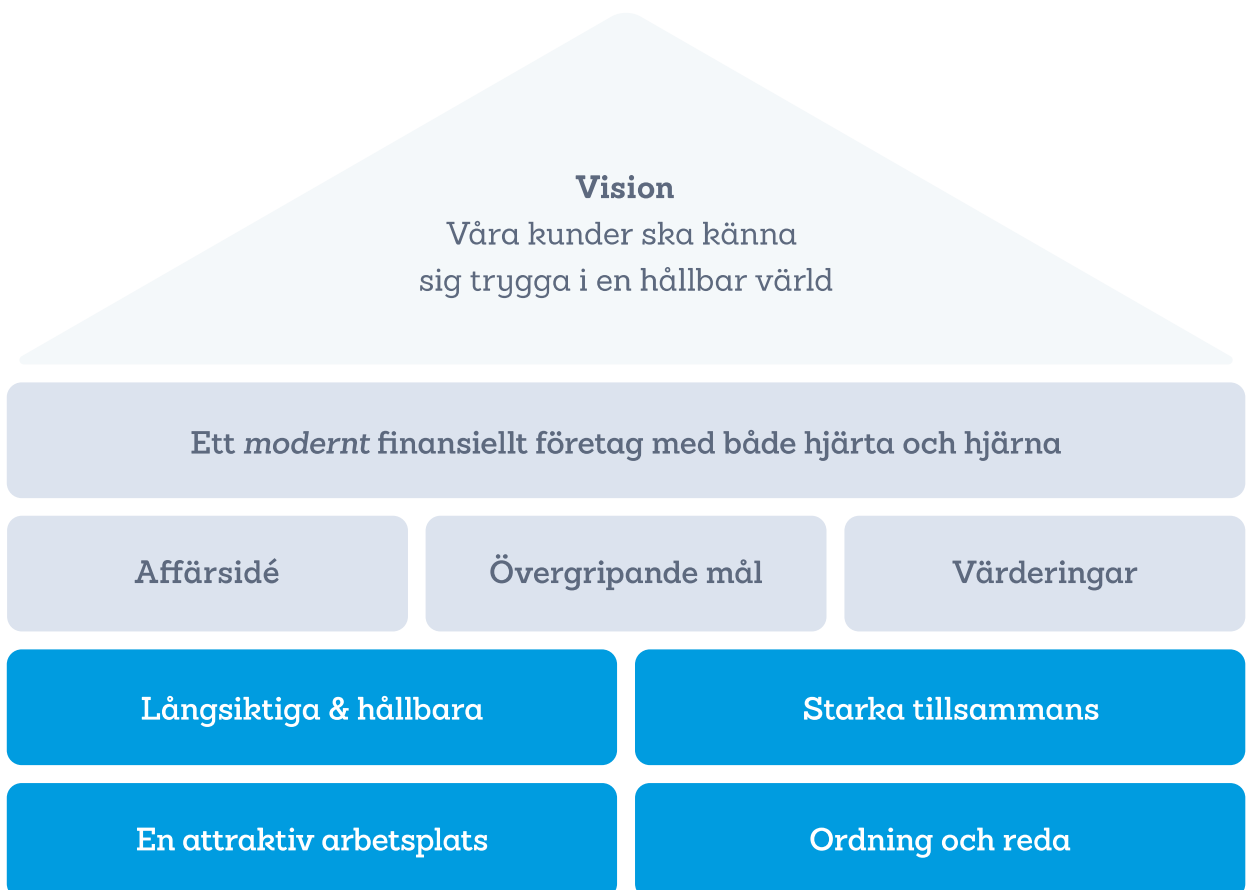 Vision
Våra kunder ska känna
sig trygga i en hållbar värld
Ett modernt finansiellt företag med både hjärta och hjärna
Affärsidé
Övergripande mål
Värderingar
Långsiktiga & hållbara
Starka tillsammans
En attraktiv arbetsplats
Ordning och reda